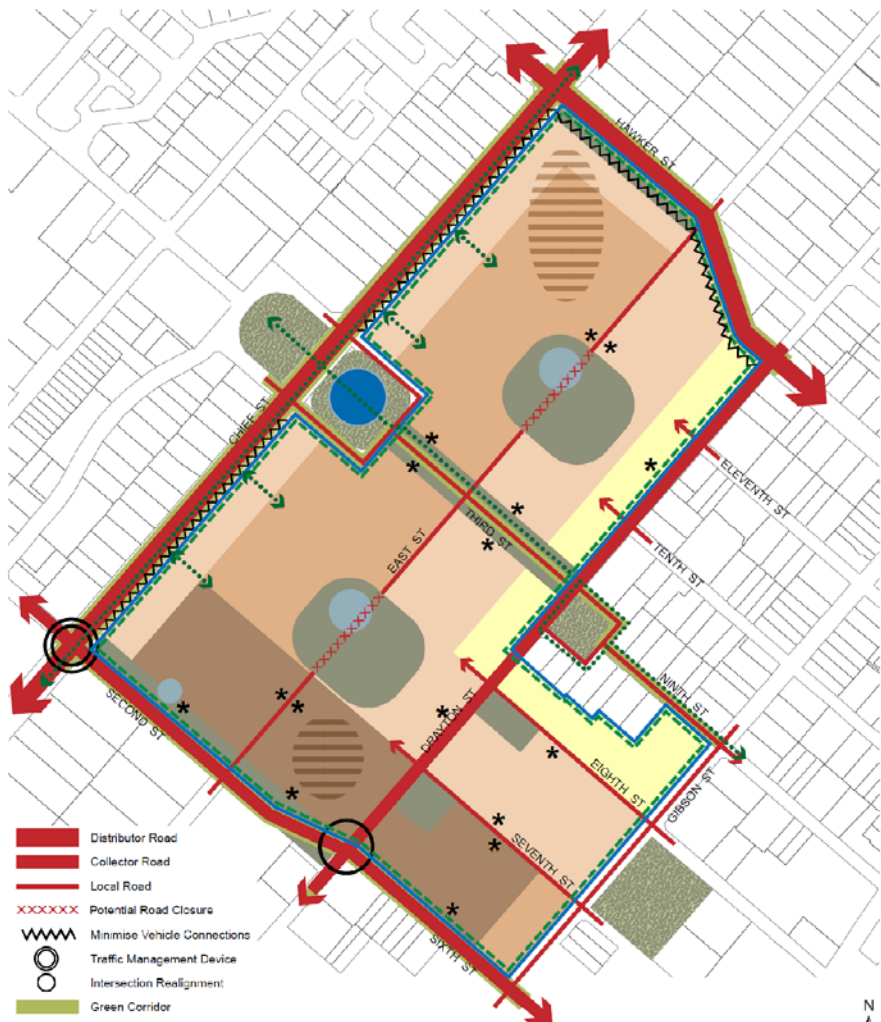 HAWKER ST
CHIEF ST
ELEVENTH ST
TENTH ST
THIRD ST
EAST ST
NINTH ST
SECOND ST
DRAYTON ST
EIGHTH ST
GIBSON ST
SEVENTH ST
SIXTH ST
Distributor Road
Collector Road
Local Road
Potential Road Closure
Minimise Vehicle Connections
Traffic Management Device
Intersection Realignment
Green Corridor
N